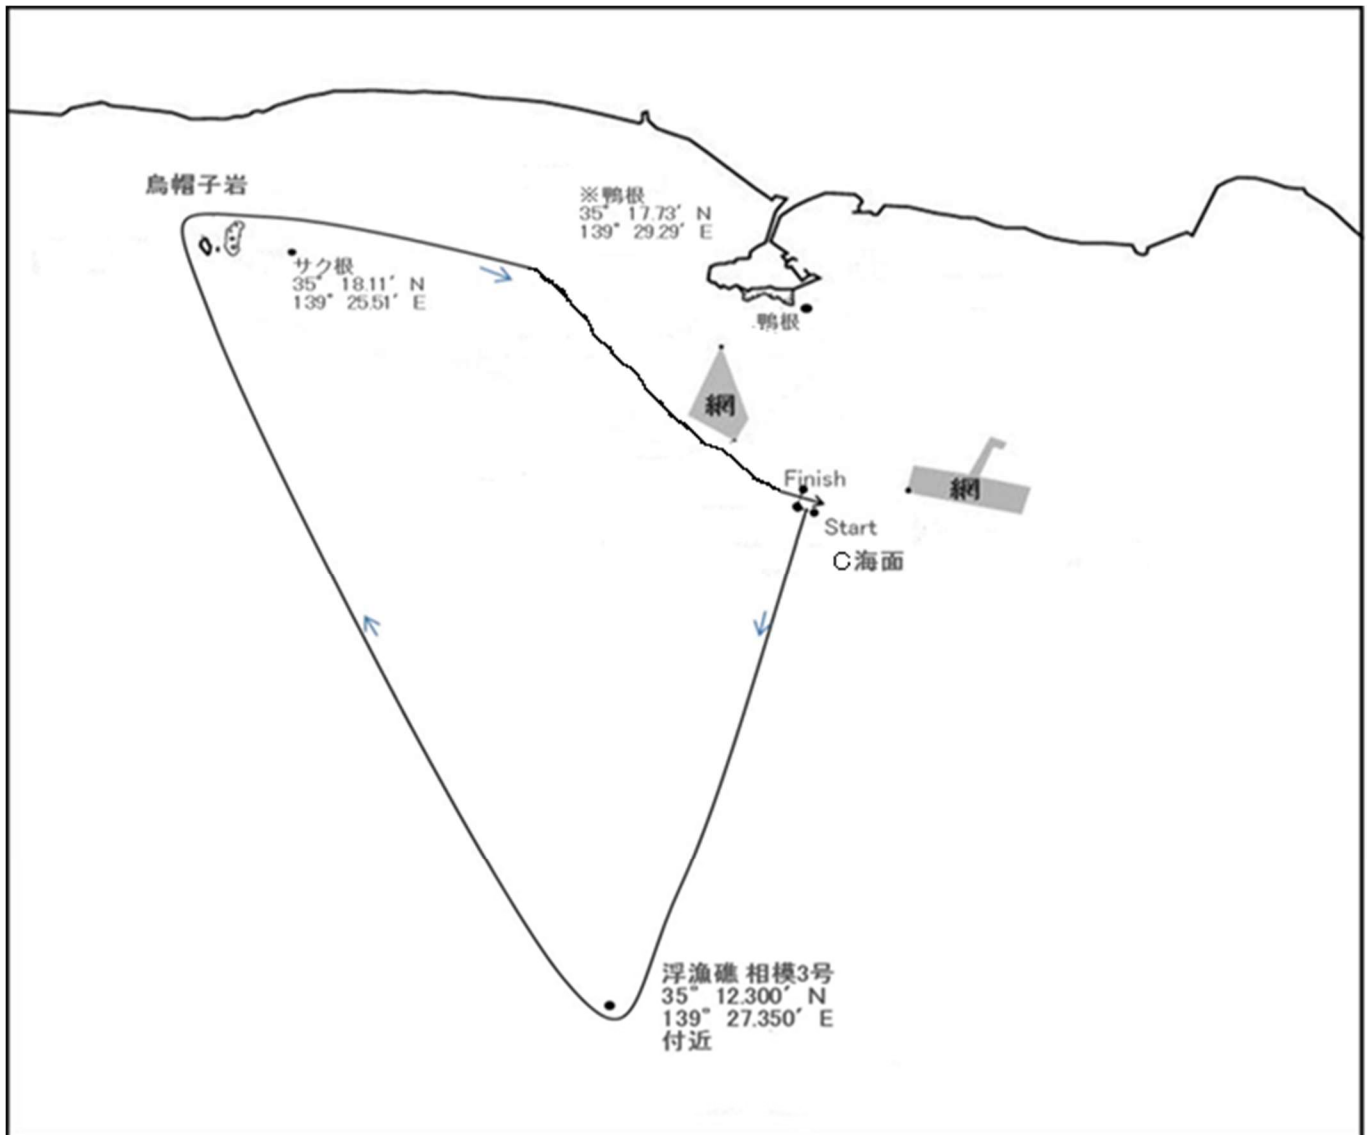 烏帽子岩
※鴨根
35° 17.73′ N
139° 29.29′ E
サク根
35° 18.11′ N
139° 25.51′ E
鴨根
網
Finish
網
Start
C海面
浮漁礁 相模3号
35° 12.300′ N
139° 27.350′ E
付近